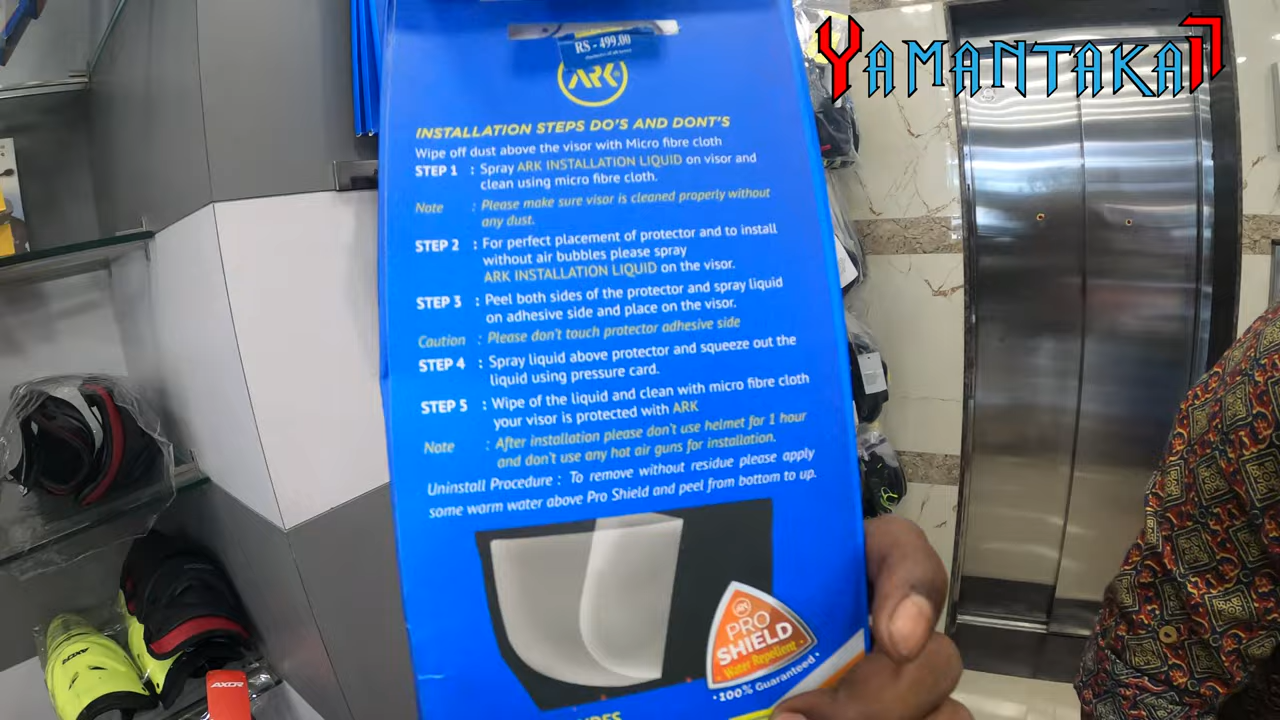 YAMANTAKA17
RS - 499.00
ARK
INSTALLATION STEPS DO'S AND DONT'S
Wipe off dust above the visor with Micro fibre cloth
STEP 1 : Spray ARK INSTALLATION LIQUID on visor and
clean using micro fibre cloth.
Note : Please make sure visor is cleaned properly without
any dust.
STEP 2 : For perfect placement of protector and to install
without air bubbles please spray
ARK INSTALLATION LIQUID on the visor.
STEP 3 : Peel both sides of the protector and spray liquid
on adhesive side and place on the visor.
Caution : Please don't touch protector adhesive side
STEP 4 : Spray liquid above protector and squeeze out the
liquid using pressure card.
STEP 5 : Wipe of the liquid and clean with micro fibre cloth
your visor is protected with ARK
Note : After installation please don't use helmet for 1 hour
and don't use any hot air guns for installation.
Uninstall Procedure : To remove without residue please apply
some warm water above Pro Shield and peel from bottom to up.
ARK
PRO
SHIELD
Water Repellent
• 100% Guaranteed •
AXOR
AXOR